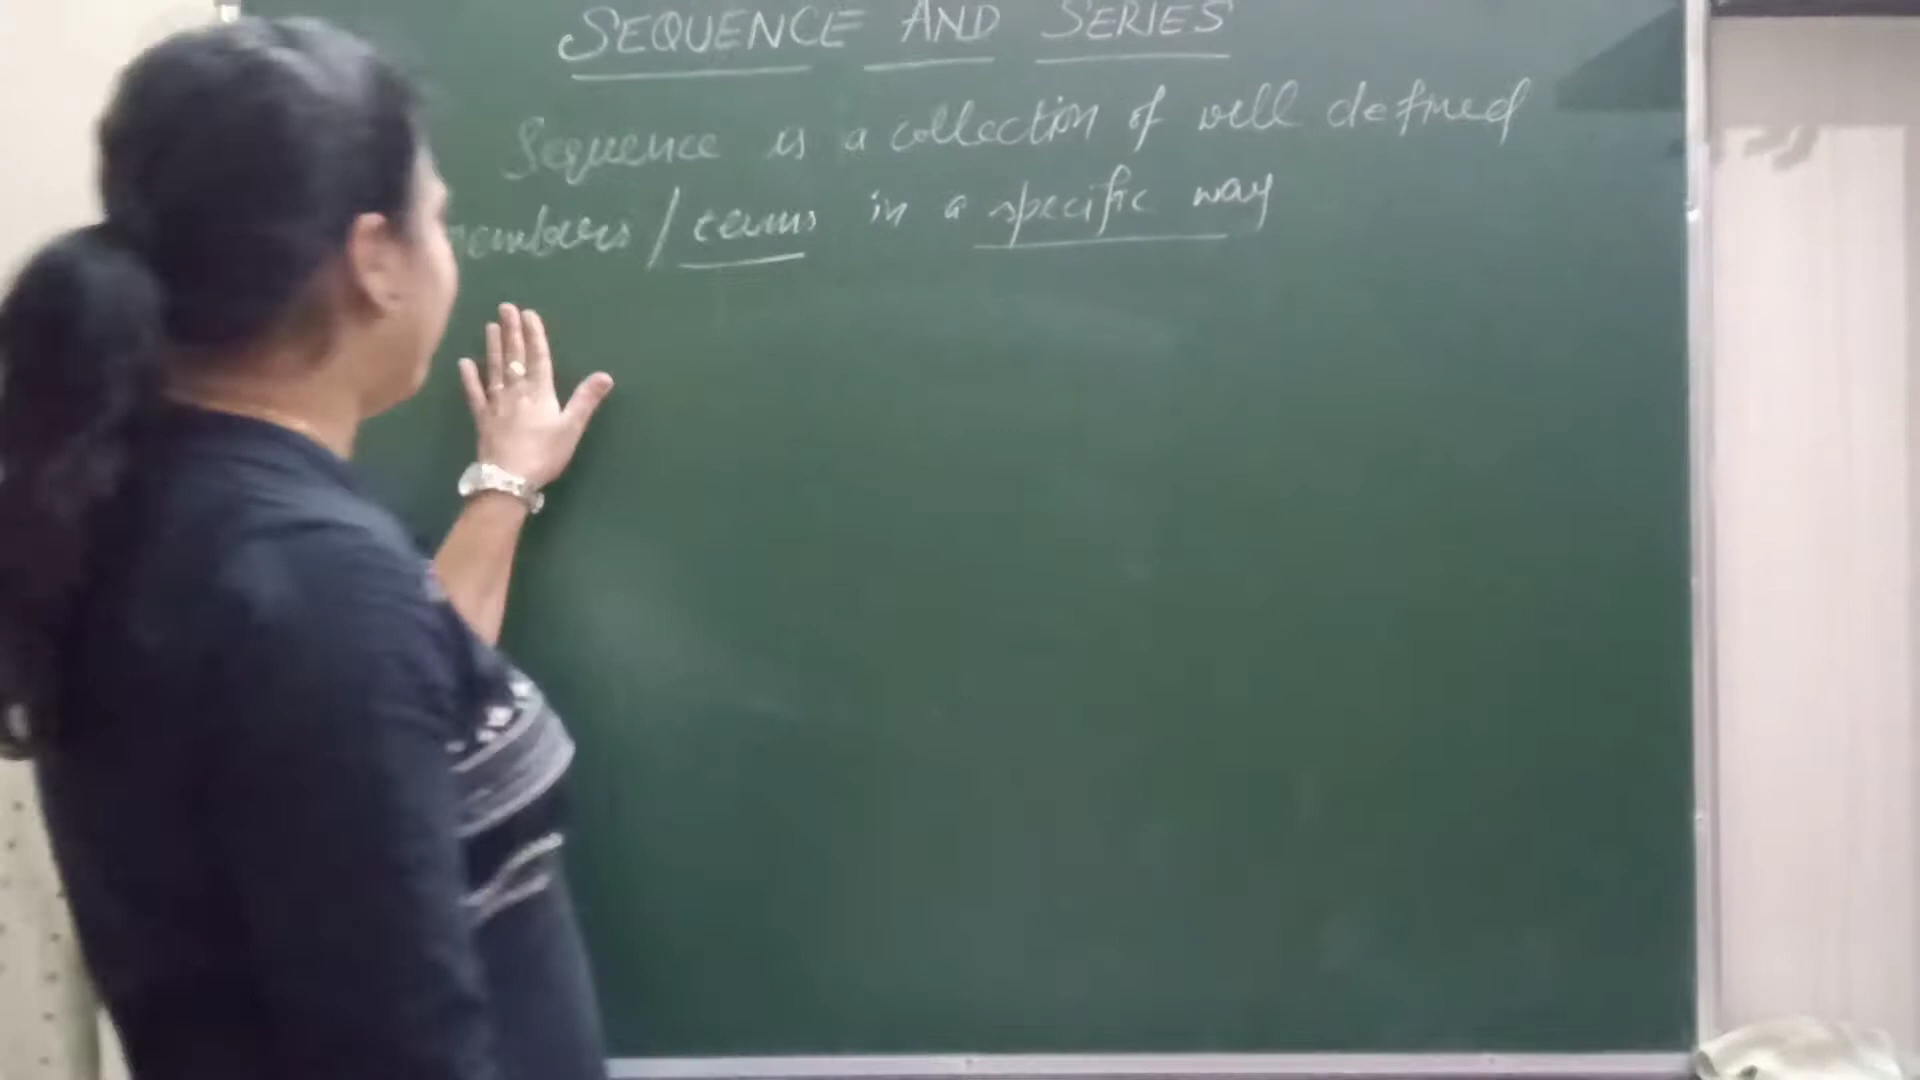 SEQUENCE AND SERIES
Sequence is a collection of well defined
members / terms in a specific way